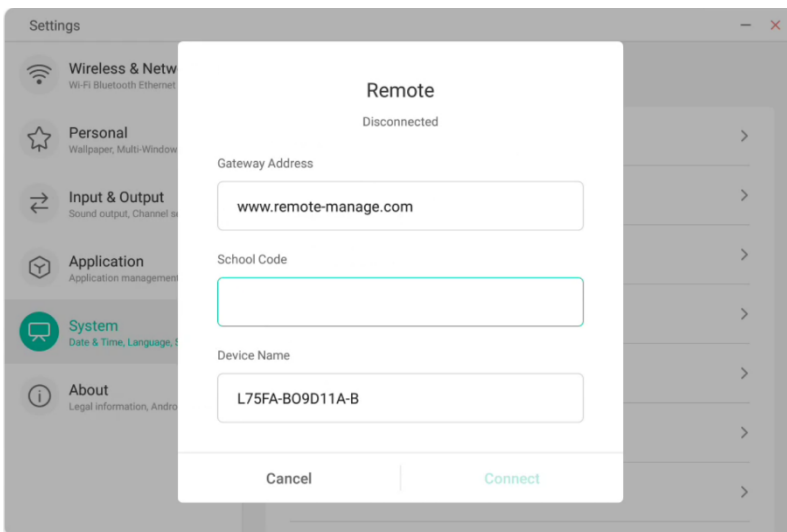 Settings
Wireless & Netw
Wi-Fi Bluetooth Ethernet
Personal
Wallpaper, Multi-Window
Input & Output
Sound output, Channel se
Application
Application management
System
Date & Time, Language, S
About
Legal information, Andro
Remote
Disconnected
Gateway Address
www.remote-manage.com
School Code
Device Name
L75FA-BO9D11A-B
Cancel
Connect